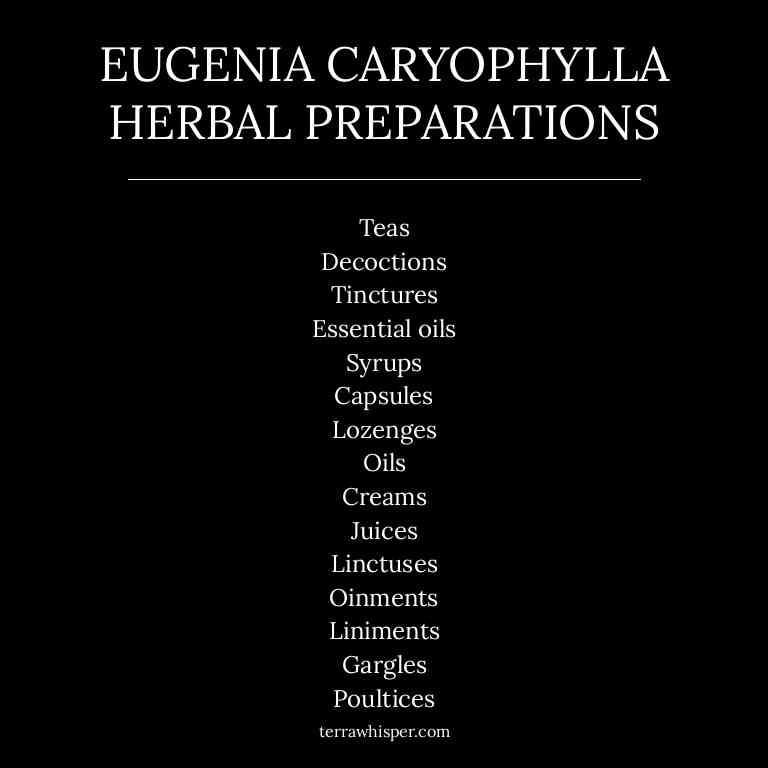 EUGENIA CARYOPHYLLA
HERBAL PREPARATIONS
Teas
Decoctions
Tinctures
Essential oils
Syrups
Capsules
Lozenges
Oils
Creams
Juices
Linctuses
Oinments
Liniments
Gargles
Poultices
terrawhisper.com